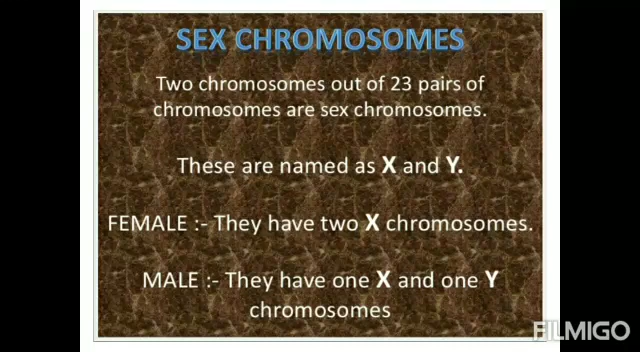 SEX CHROMOSOMES
Two chromosomes out of 23 pairs of
chromosomes are sex chromosomes.
These are named as X and Y.
FEMALE :- They have two X chromosomes.
MALE :- They have one X and one Y
chromosomes
FILMIGO